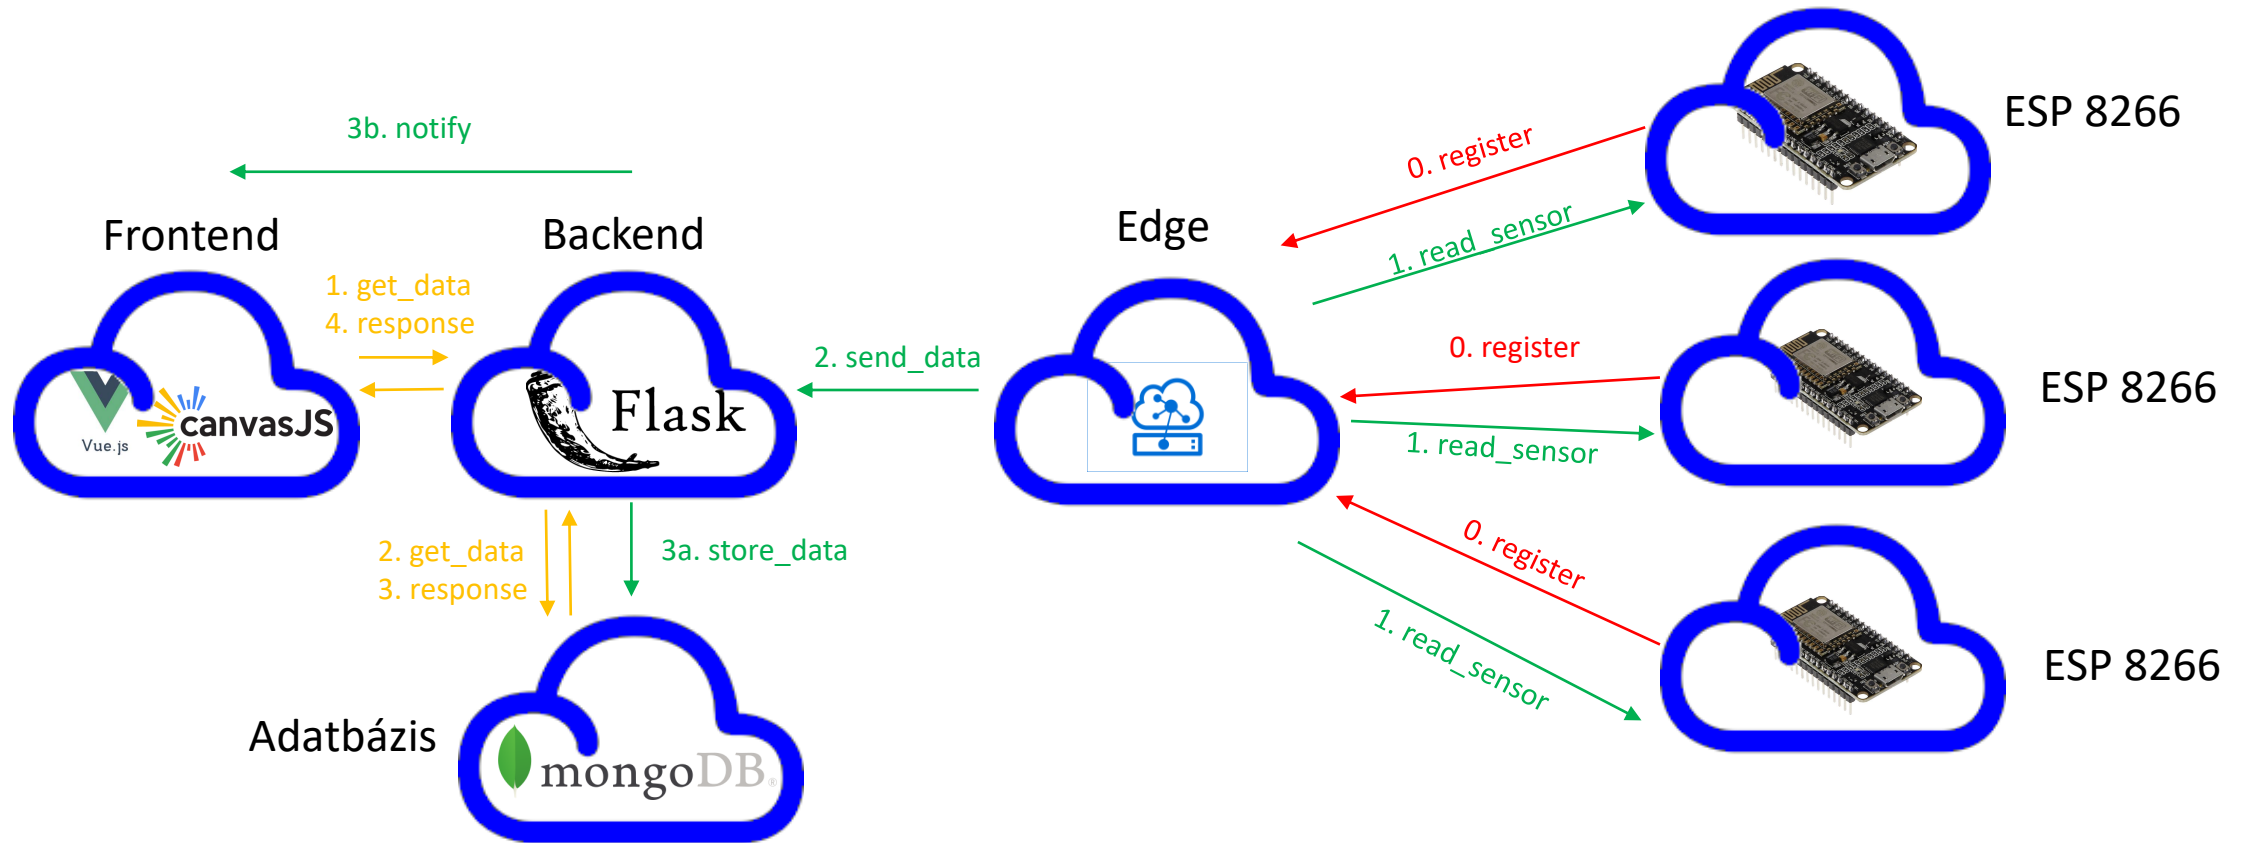 3b. notify
Frontend
Backend
Edge
ESP 8266
0. register
1. read_sensor
1. get_data
4. response
2. send_data
0. register
1. read_sensor
ESP 8266
Vue.js
canvasJS
Flask
2. get_data
3. response
3a. store_data
0. register
1. read_sensor
ESP 8266
Adatbázis
mongoDB®